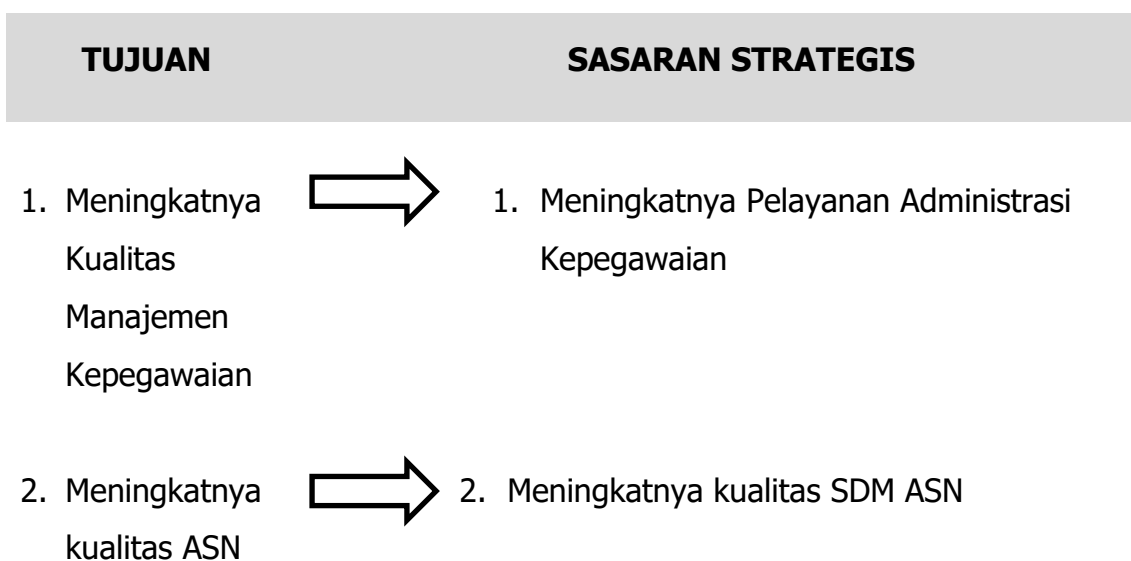 TUJUAN SASARAN STRATEGIS
1. Meningkatnya Kualitas Manajemen Kepegawaian
1. Meningkatnya Pelayanan Administrasi Kepegawaian
2. Meningkatnya kualitas ASN
2. Meningkatnya kualitas SDM ASN